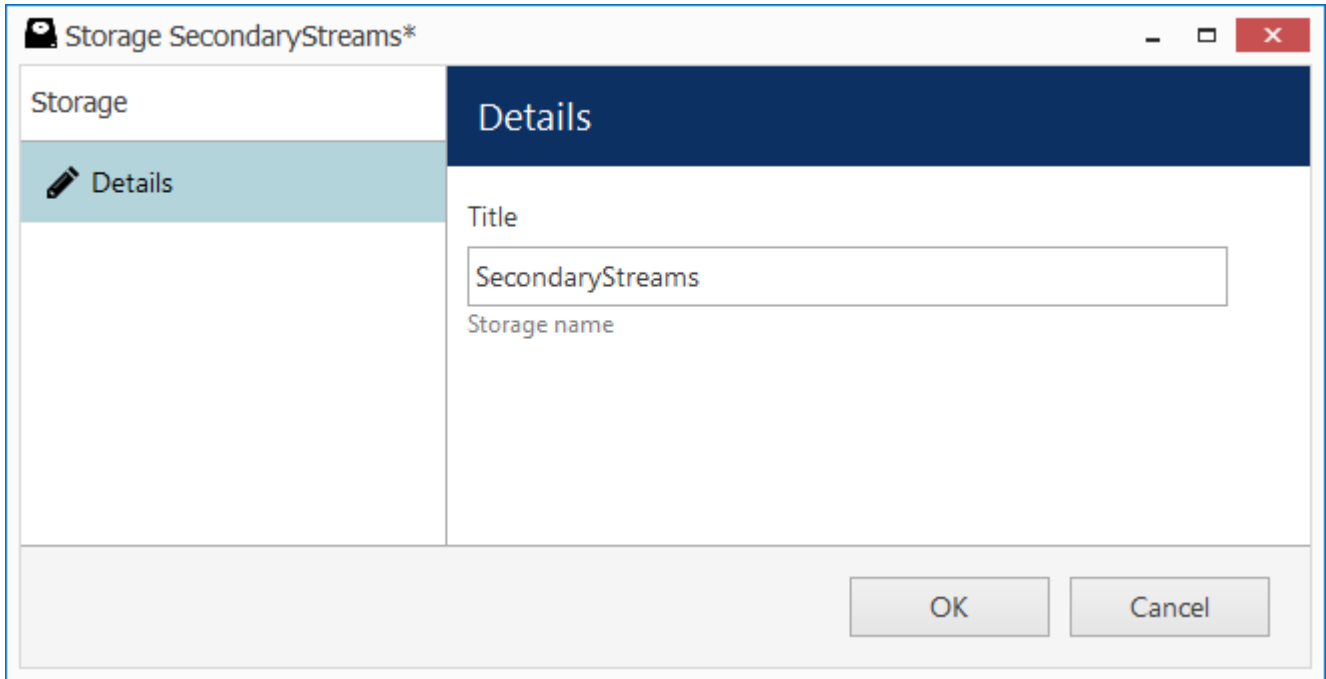 Storage SecondaryStreams*
Storage
Details
Details
Title
SecondaryStreams
Storage name
OK
Cancel